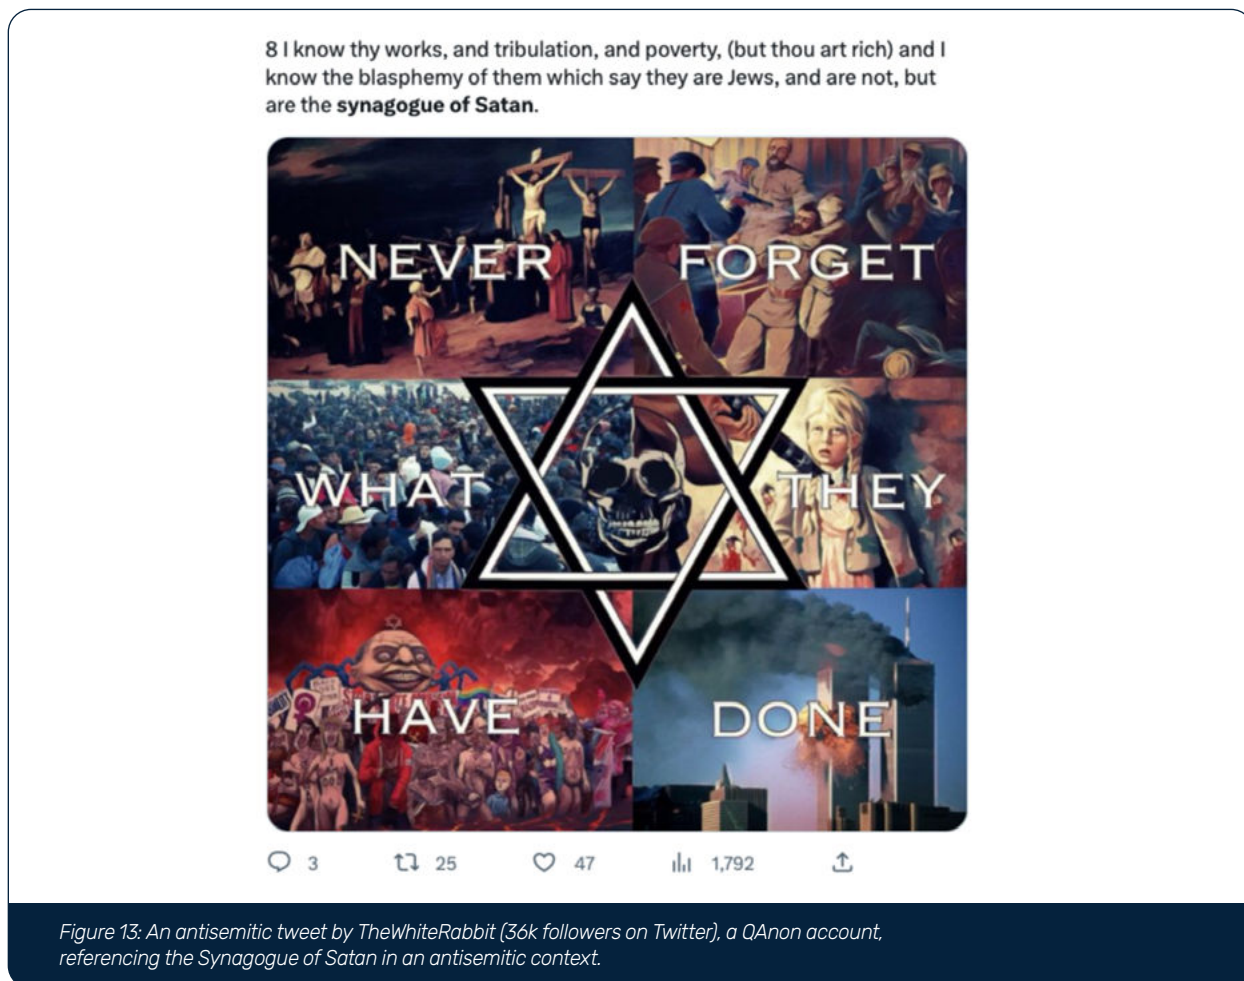 8 I know thy works, and tribulation, and poverty, (but thou art rich) and I
know the blasphemy of them which say they are Jews, and are not, but
are the synagogue of Satan.
NEVER FORGET
WHAT THEY
HAVE DONE
3 25 47 1,792
Figure 13: An antisemitic tweet by TheWhiteRabbit (36k followers on Twitter), a QAnon account,
referencing the Synagogue of Satan in an antisemitic context.